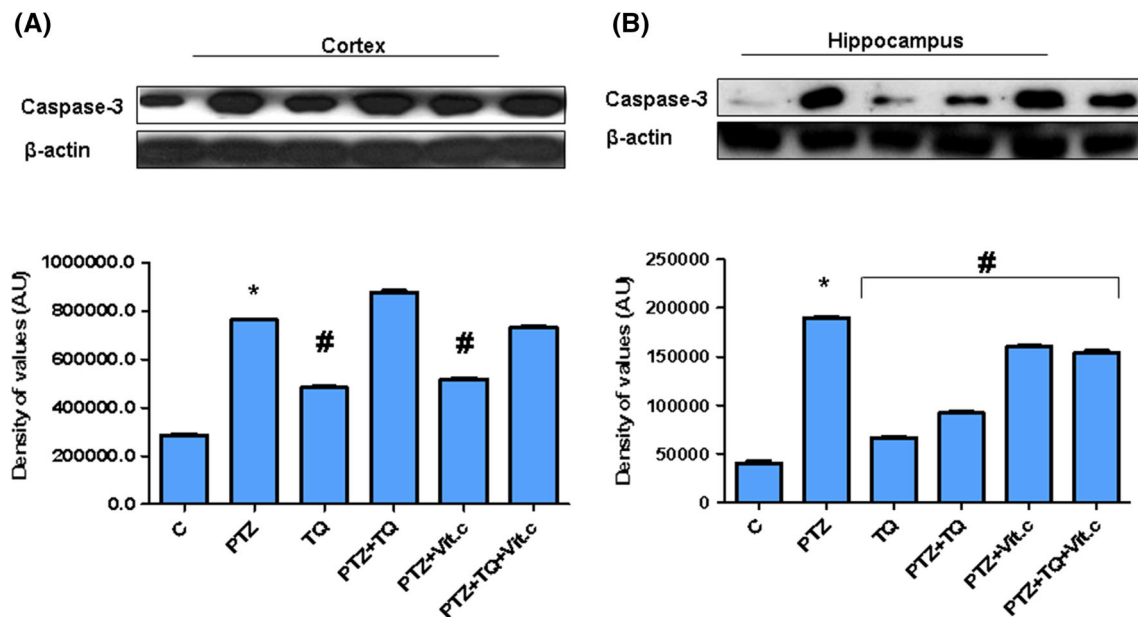 (A)
Cortex
Caspase-3
β-actin
Density of values (AU)
1000000.0
800000.0
600000.0
400000.0
200000.0
0.0
*
#
#
C
PTZ
TQ
PTZ+TQ
PTZ+Vit.c
PTZ+TQ+Vit.c
(B)
Hippocampus
Caspase-3
β-actin
Density of values (AU)
250000
200000
150000
100000
50000
0
*
#
C
PTZ
TQ
PTZ+TQ
PTZ+Vit.c
PTZ+TQ+Vit.c